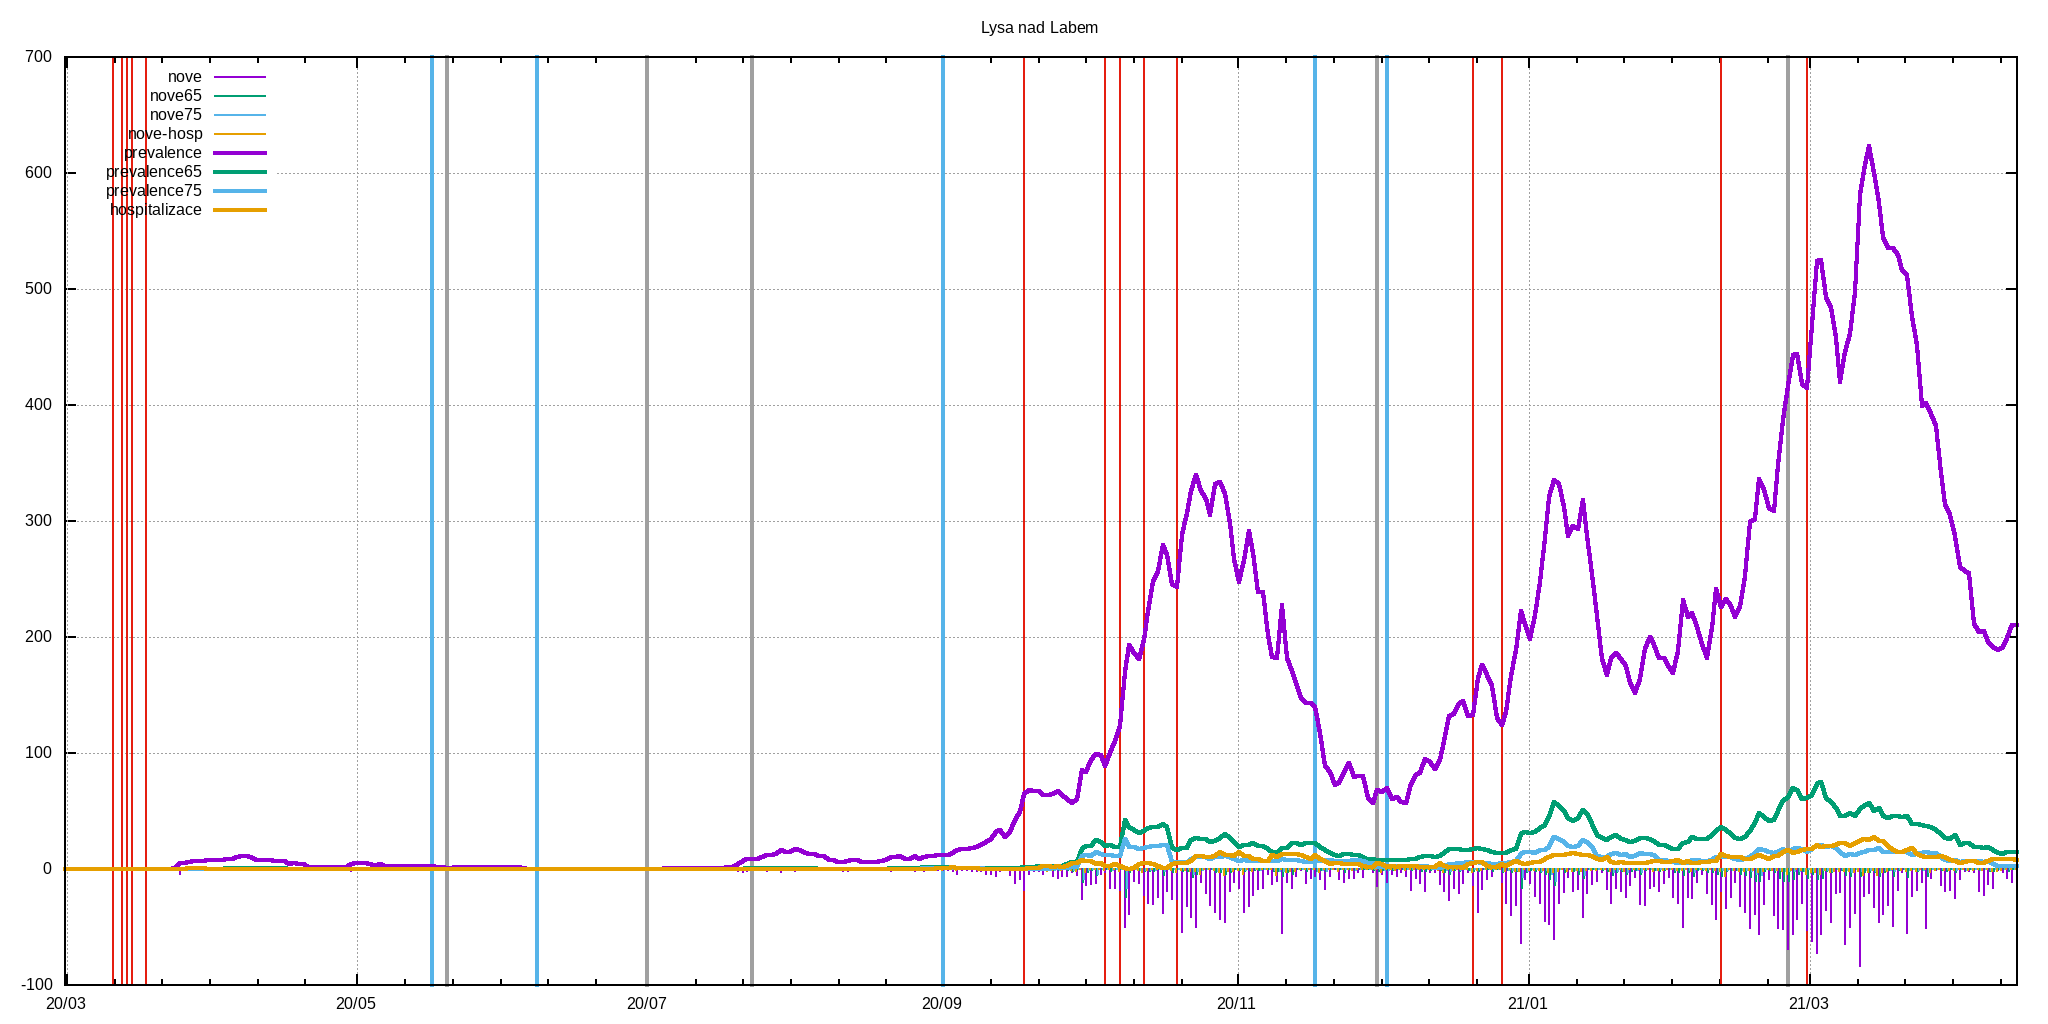 Lysa nad Labem
700
600
500
400
300
200
100
0
-100
nove
nove65
nove75
nove-hosp
prevalence
prevalence65
prevalence75
hospitalizace
20/03 20/05 20/07 20/09 20/11 21/01 21/03